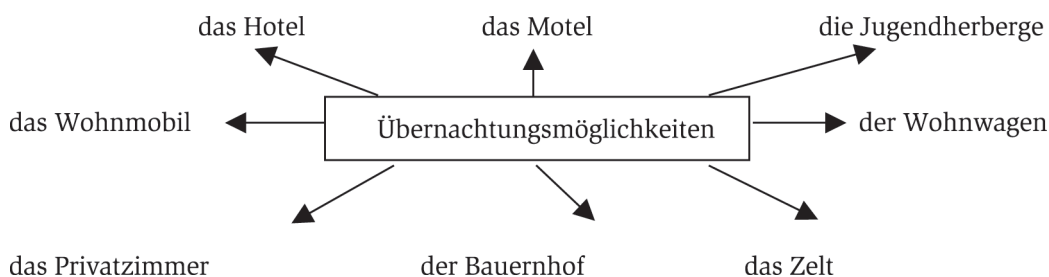 das Hotel
das Motel
die Jugendherberge
das Wohnmobil
Übernachtungsmöglichkeiten
der Wohnwagen
das Privatzimmer
der Bauernhof
das Zelt